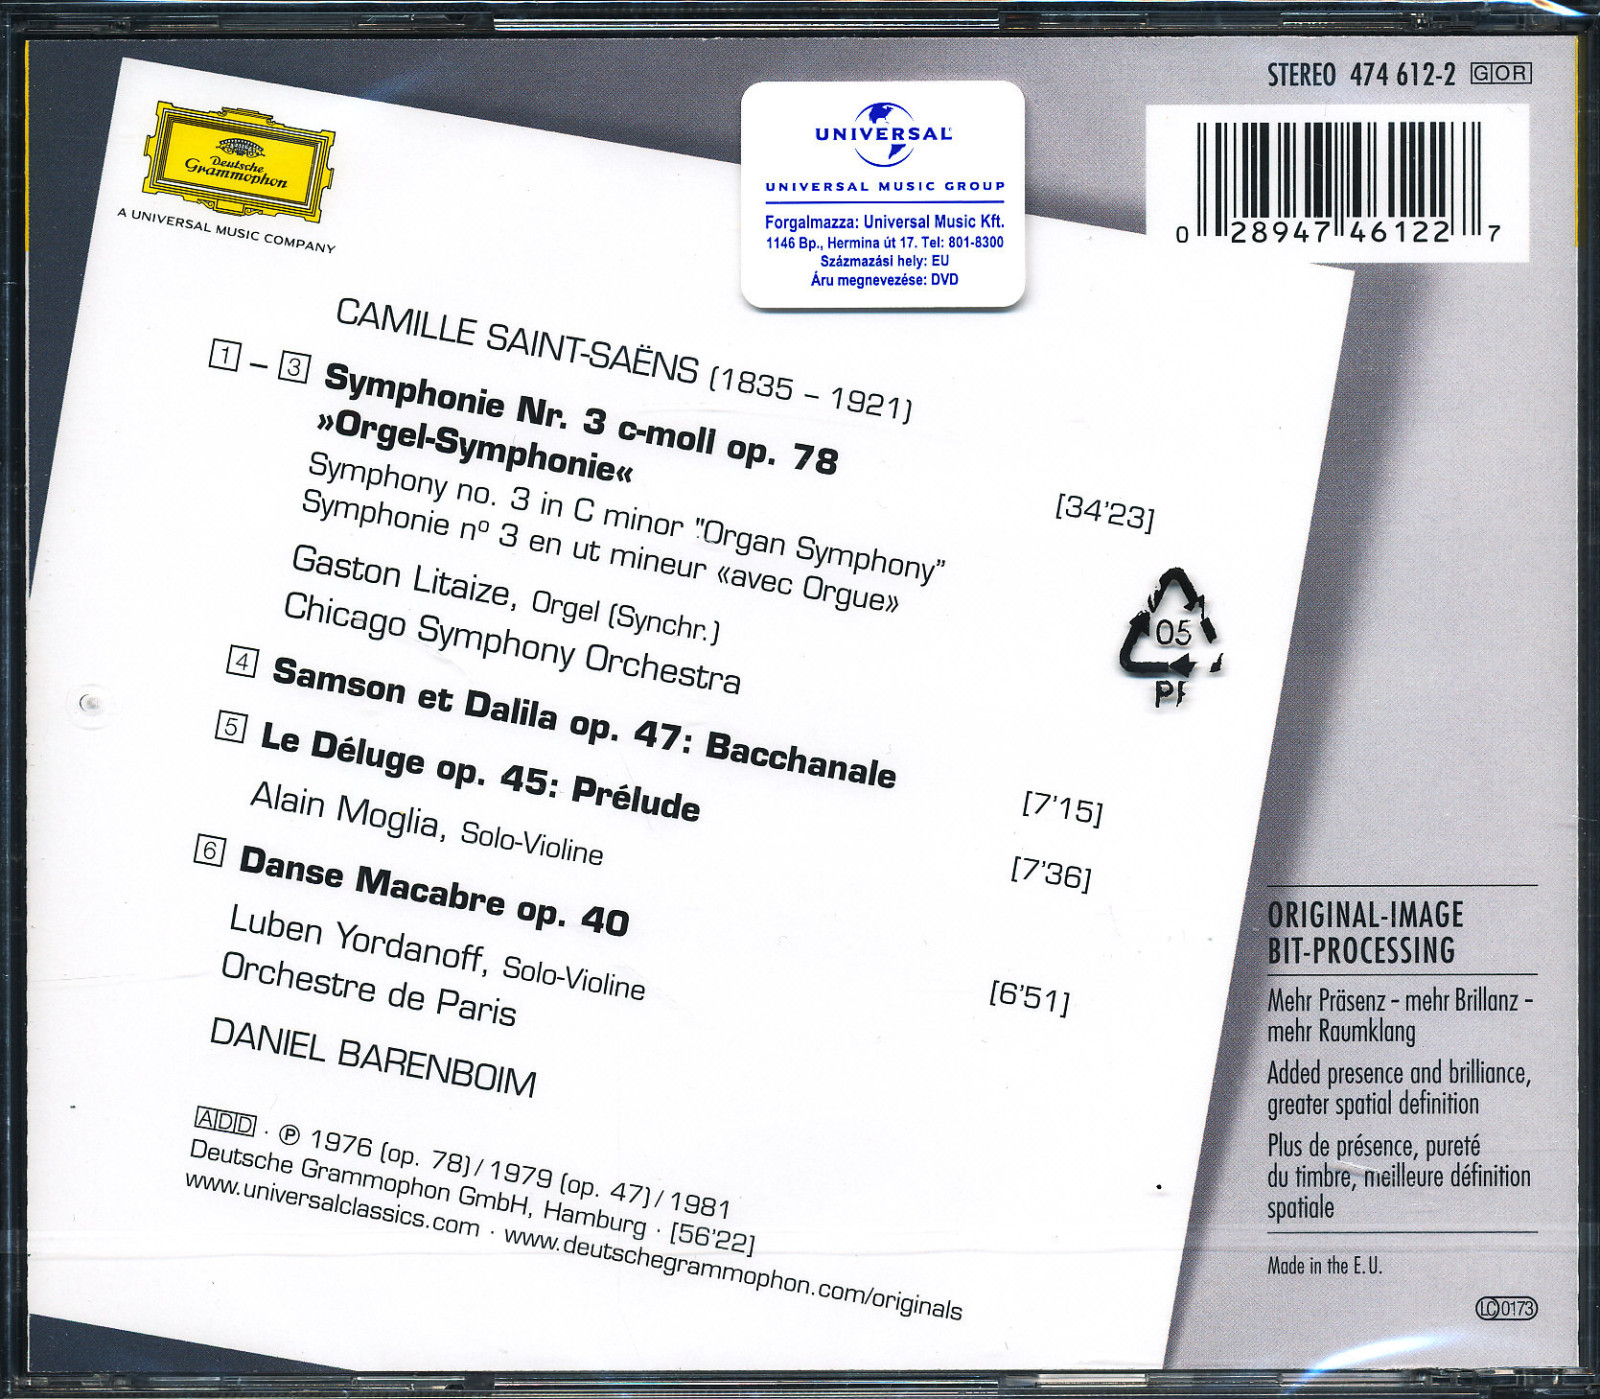 Deutsche
Grammophon
A UNIVERSAL MUSIC COMPANY
UNIVERSAL
UNIVERSAL MUSIC GROUP
Forgalmazza: Universal Music Kft.
1146 Bp., Hermina út 17. Tel: 801-8300
Százmazási hely: EU
Áru megnevezése: DVD
STEREO 474 612-2 GOR
0 28947 46122 7
CAMILLE SAINT-SAËNS (1835 – 1921)
1 – 3 Symphonie Nr. 3 c-moll op. 78
»Orgel-Symphonie« [34'23]
Symphony no. 3 in C minor "Organ Symphony"
Symphonie nº 3 en ut mineur «avec Orgue»
Gaston Litaize, Orgel (Synchr.)
Chicago Symphony Orchestra
4 Samson et Dalila op. 47: Bacchanale [7'15]
5 Le Déluge op. 45: Prélude [7'36]
Alain Moglia, Solo-Violine
6 Danse Macabre op. 40 [6'51]
Luben Yordanoff, Solo-Violine
Orchestre de Paris
DANIEL BARENBOIM
ADD · ℗ 1976 (op. 78) / 1979 (op. 47) / 1981
Deutsche Grammophon GmbH, Hamburg · [56'22]
www.universalclassics.com · www.deutschegrammophon.com/originals
05
ORIGINAL-IMAGE
BIT-PROCESSING
Mehr Präsenz – mehr Brillanz –
mehr Raumklang
Added presence and brilliance,
greater spatial definition
Plus de présence, pureté
du timbre, meilleure définition
spatiale
Made in the E.U.
LC 0173